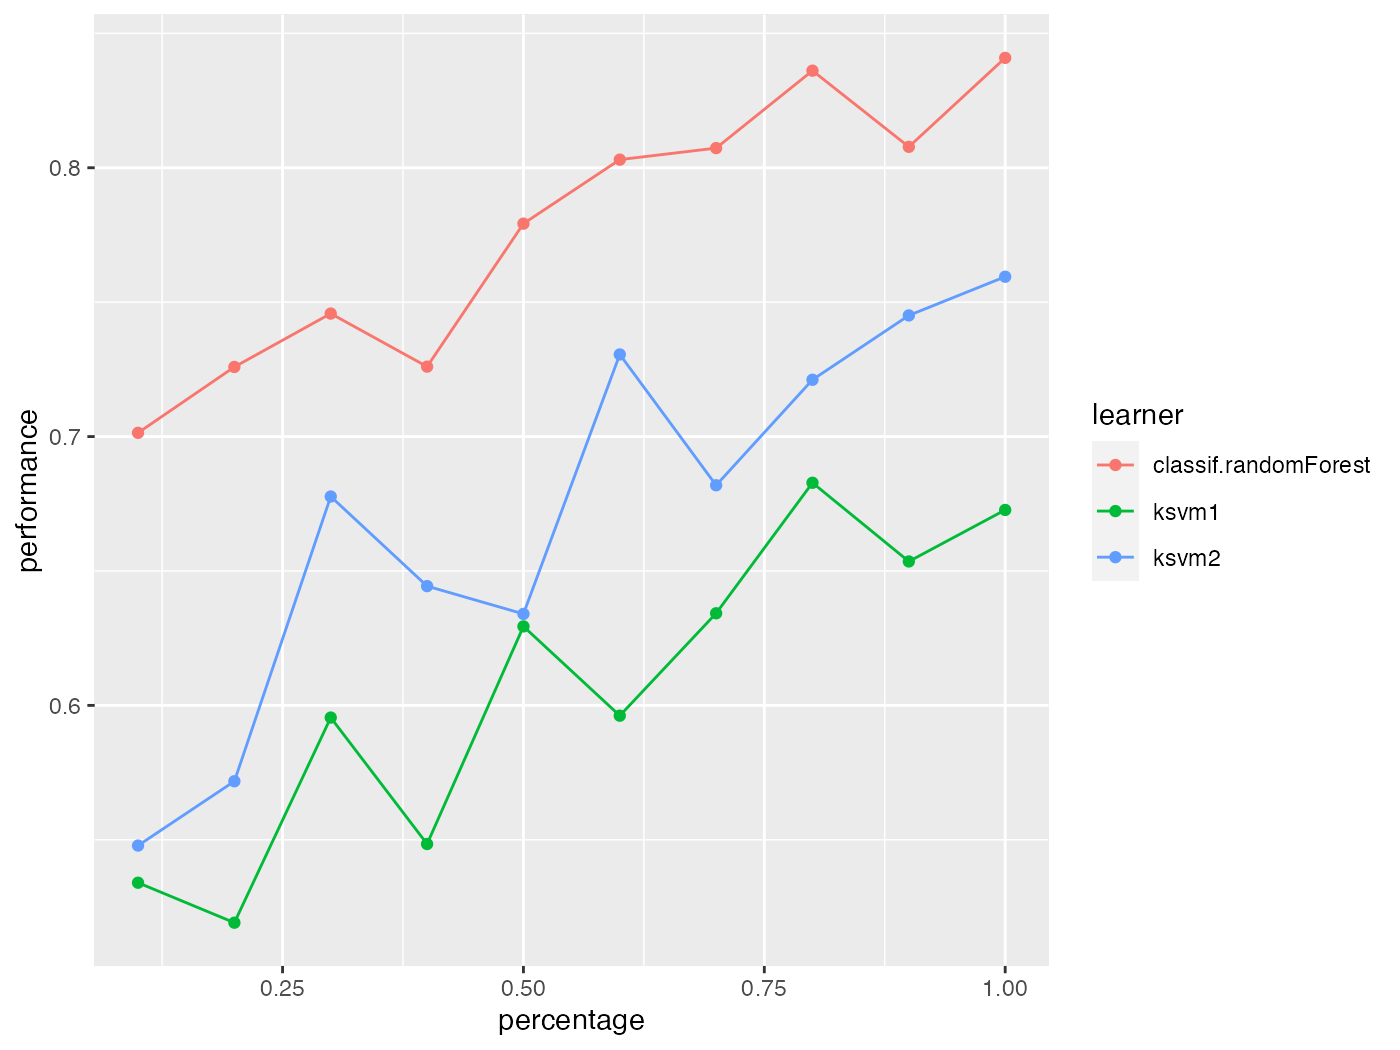 0.8
0.7
0.6
performance
0.25 0.50 0.75 1.00
percentage
learner
classif.randomForest
ksvm1
ksvm2